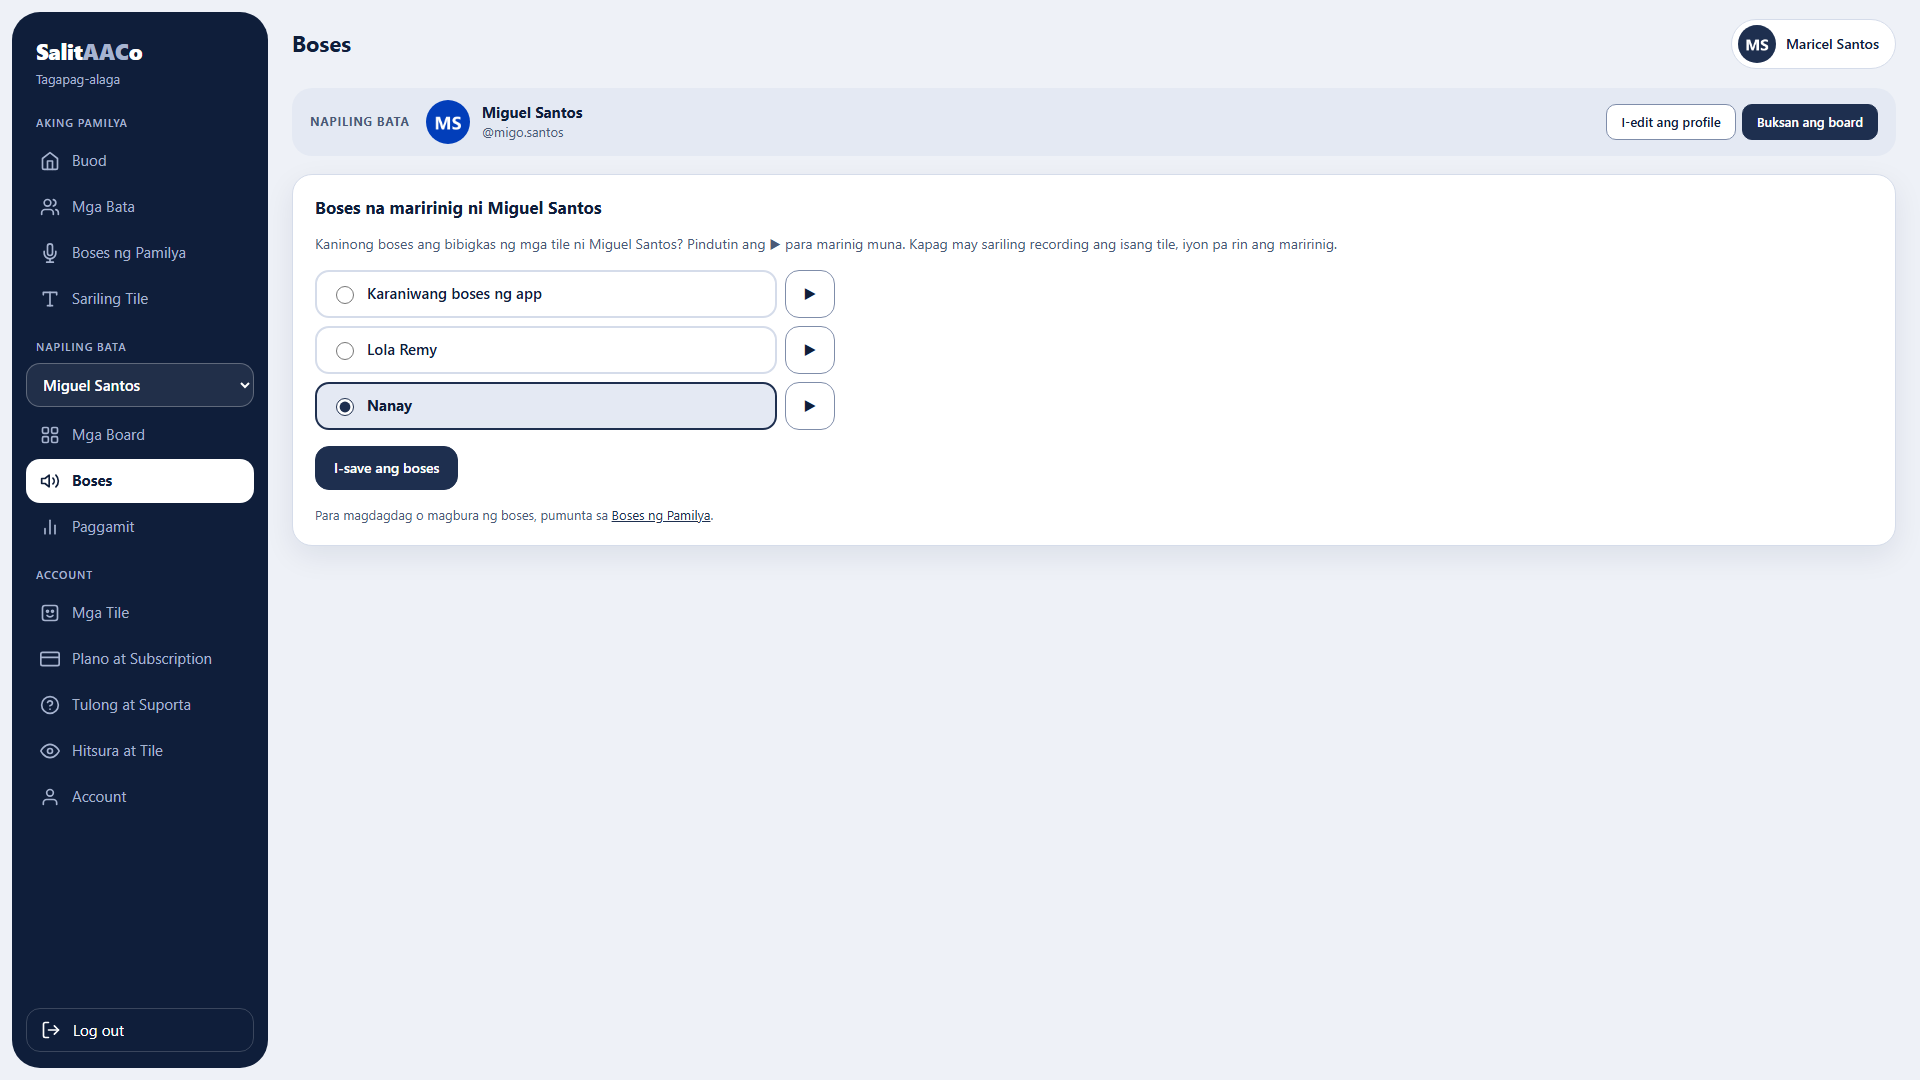 SalitAACo
Tagapag-alaga
AKING PAMILYA
Buod
Mga Bata
Boses ng Pamilya
Sariling Tile
NAPILING BATA
Miguel Santos
Mga Board
Boses
Paggamit
ACCOUNT
Mga Tile
Plano at Subscription
Tulong at Suporta
Hitsura at Tile
Account
Log out
Boses
MS Maricel Santos
NAPILING BATA
MS
Miguel Santos
@migo.santos
I-edit ang profile
Buksan ang board
Boses na maririnig ni Miguel Santos
Kaninong boses ang bibigkas ng mga tile ni Miguel Santos? Pindutin ang ▶ para marinig muna. Kapag may sariling recording ang isang tile, iyon pa rin ang maririnig.
Karaniwang boses ng app
Lola Remy
Nanay
I-save ang boses
Para magdagdag o magbura ng boses, pumunta sa Boses ng Pamilya.